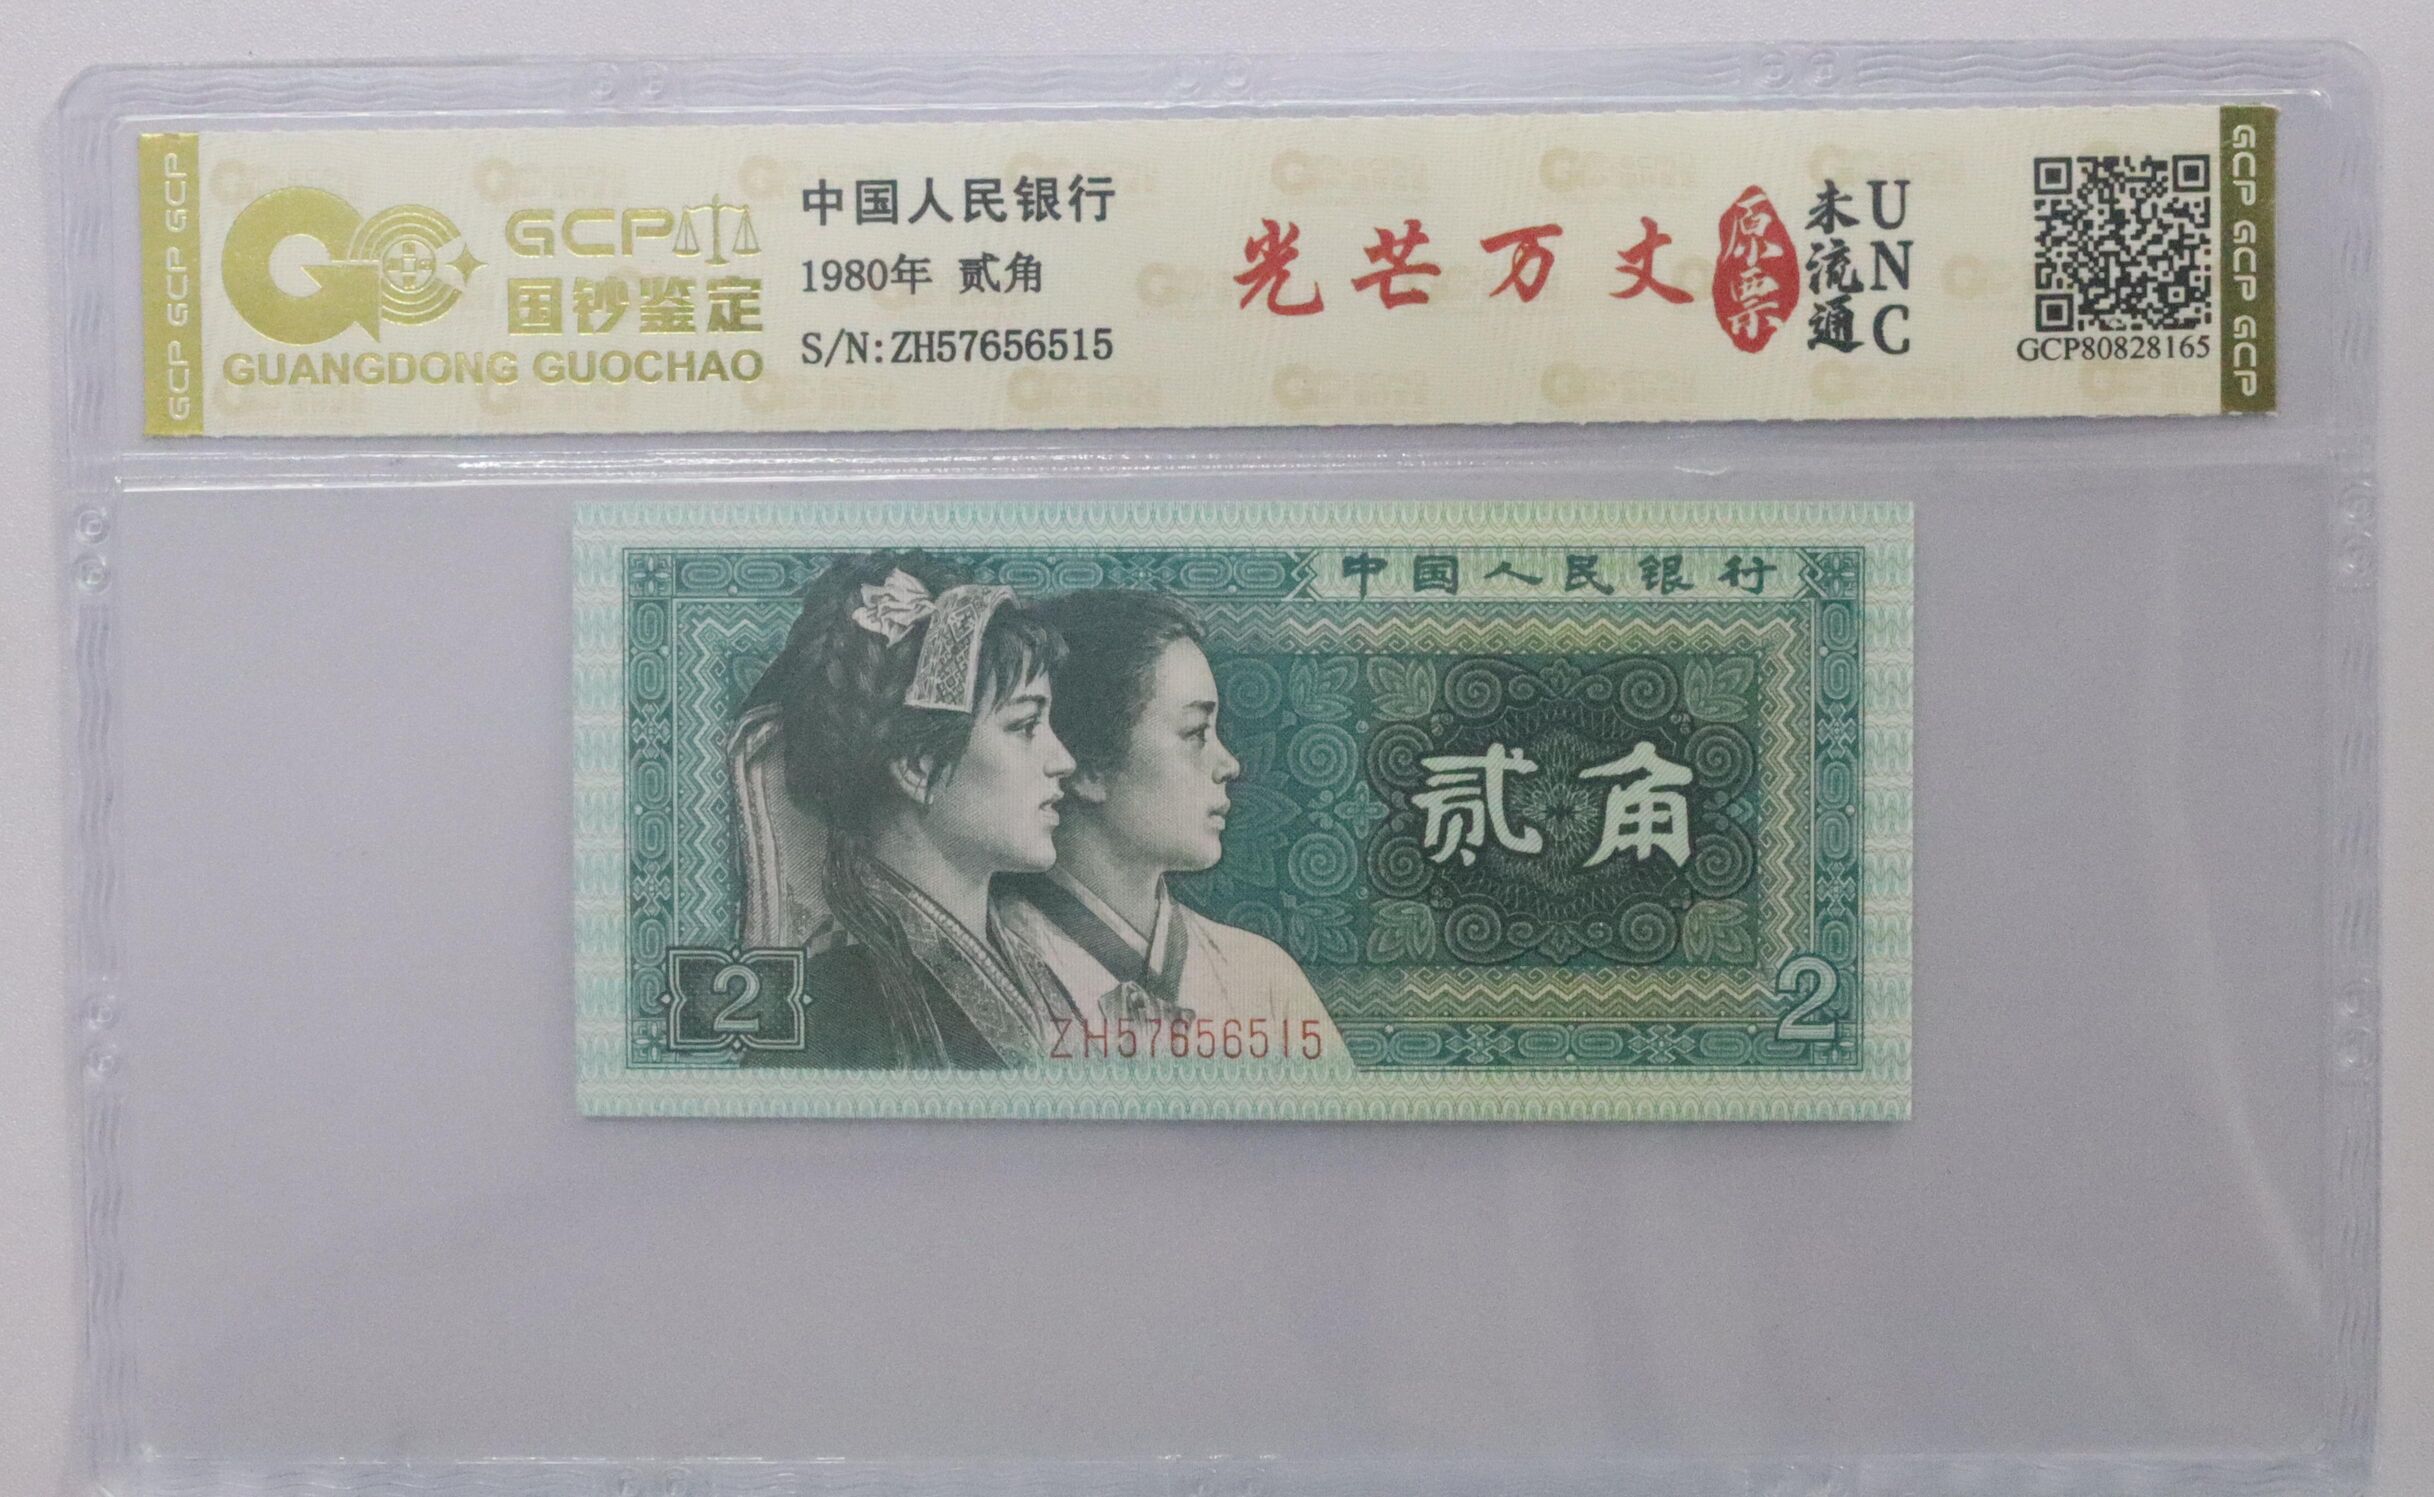 GCP GCP GCP
GCP
国钞鉴定
GUANGDONG GUOCHAO
中国人民银行
1980年 贰角
S/N:ZH57656515
光芒万丈
原票
未流通
UNC
GCP80828165
GCP GCP GCP
中国人民银行
贰角
2
2
ZH57656515